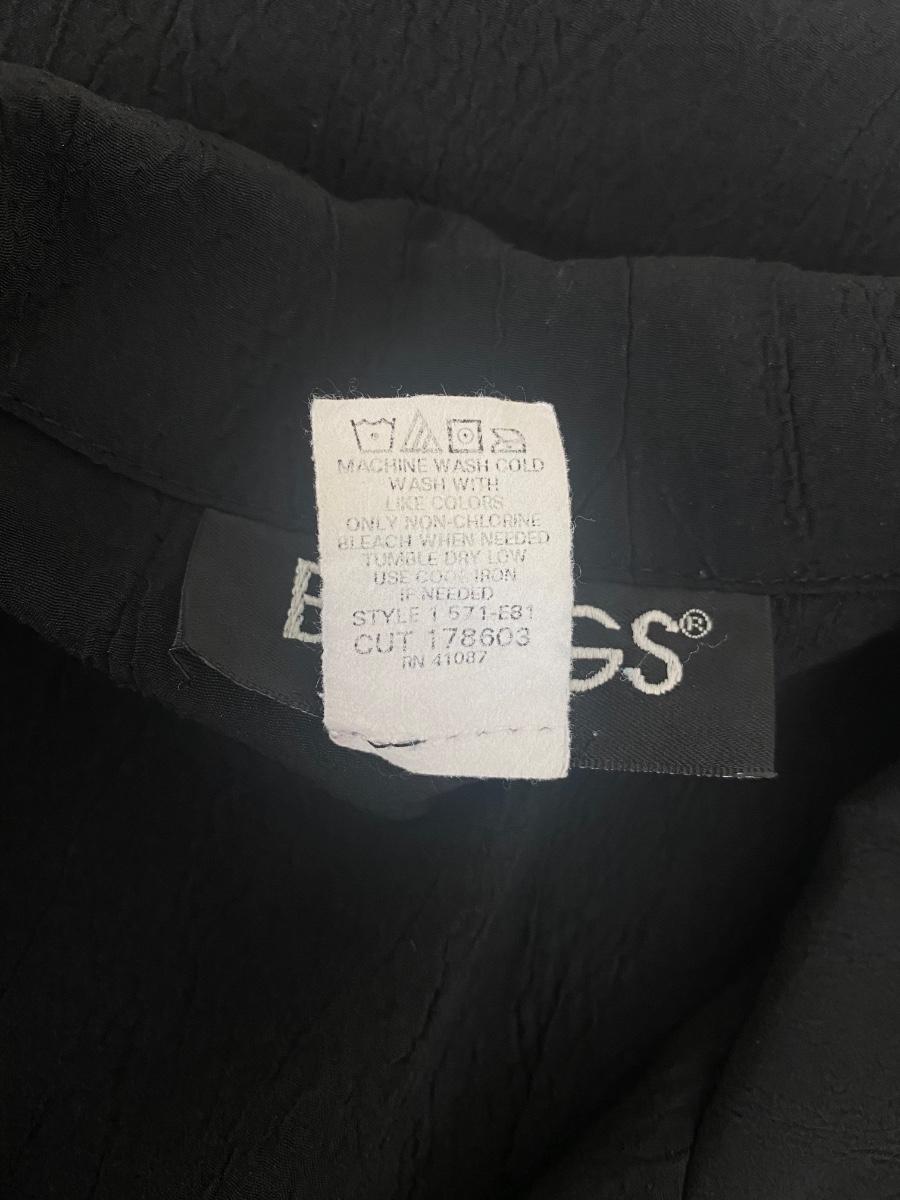 MACHINE WASH COLD
WASH WITH
LIKE COLORS
ONLY NON-CHLORINE
BLEACH WHEN NEEDED
TUMBLE DRY LOW
USE COOL IRON
IF NEEDED
STYLE 1 571-E81
CUT 178603
RN 41087
B GS®